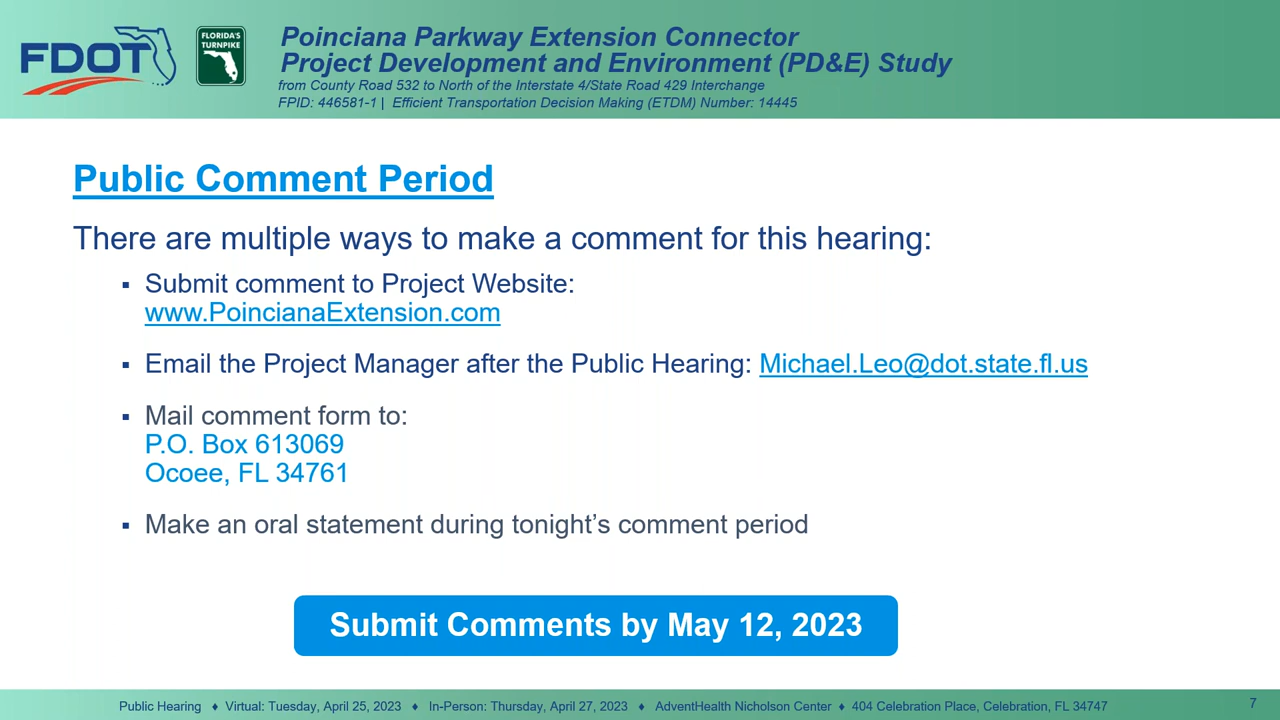 FDOT
FLORIDA'S
TURNPIKE
Poinciana Parkway Extension Connector
Project Development and Environment (PD&E) Study
from County Road 532 to North of the Interstate 4/State Road 429 Interchange
FPID: 446581-1 | Efficient Transportation Decision Making (ETDM) Number: 14445
Public Comment Period
There are multiple ways to make a comment for this hearing:
▪ Submit comment to Project Website:
www.PoincianaExtension.com
▪ Email the Project Manager after the Public Hearing: Michael.Leo@dot.state.fl.us
▪ Mail comment form to:
P.O. Box 613069
Ocoee, FL 34761
▪ Make an oral statement during tonight’s comment period
Submit Comments by May 12, 2023
Public Hearing ♦ Virtual: Tuesday, April 25, 2023 ♦ In-Person: Thursday, April 27, 2023 ♦ AdventHealth Nicholson Center ♦ 404 Celebration Place, Celebration, FL 34747
7